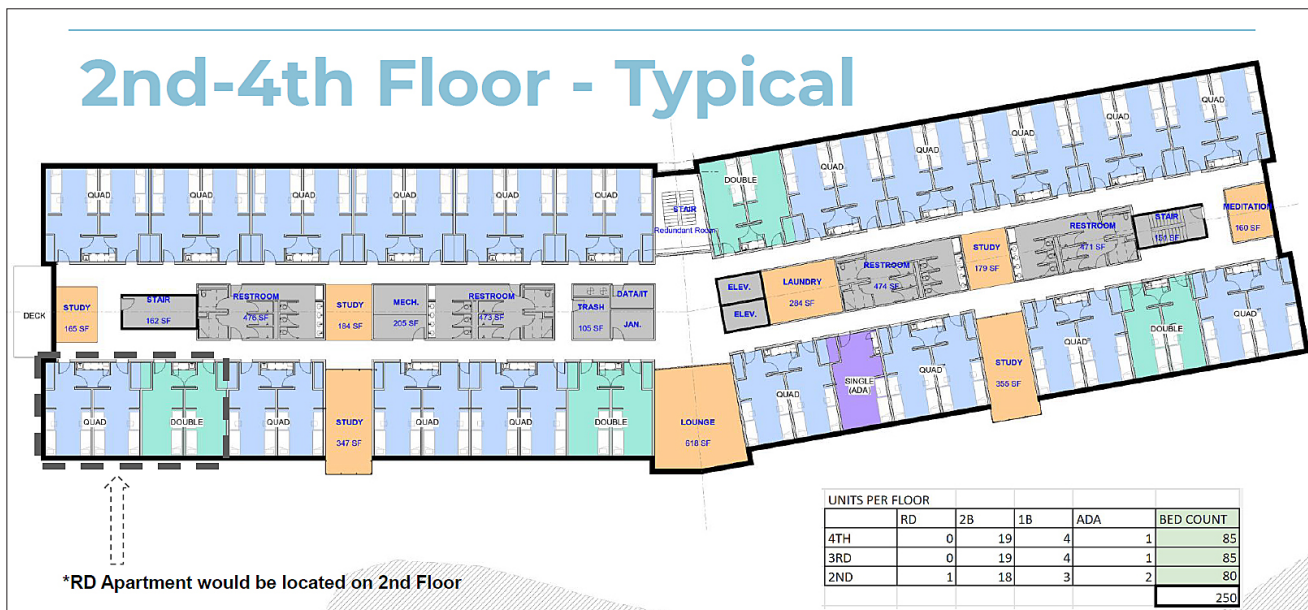 2nd-4th Floor - Typical
QUAD
QUAD
QUAD
QUAD
QUAD
QUAD
STAIR
Redundant Room
DOUBLE
QUAD
QUAD
QUAD
QUAD
QUAD
DECK
STUDY
165 SF
STAIR
162 SF
RESTROOM
476 SF
STUDY
184 SF
MECH.
205 SF
RESTROOM
473 SF
TRASH
105 SF
DATA/IT
JAN.
ELEV.
ELEV.
LAUNDRY
284 SF
RESTROOM
474 SF
STUDY
179 SF
RESTROOM
471 SF
STAIR
MEDITATION
160 SF
QUAD
DOUBLE
QUAD
STUDY
347 SF
QUAD
QUAD
DOUBLE
LOUNGE
618 SF
QUAD
SINGLE
(ADA)
QUAD
STUDY
355 SF
QUAD
DOUBLE
QUAD
*RD Apartment would be located on 2nd Floor
UNITS PER FLOOR
RD 2B 1B ADA BED COUNT
4TH 0 19 4 1 85
3RD 0 19 4 1 85
2ND 1 18 3 2 80
250